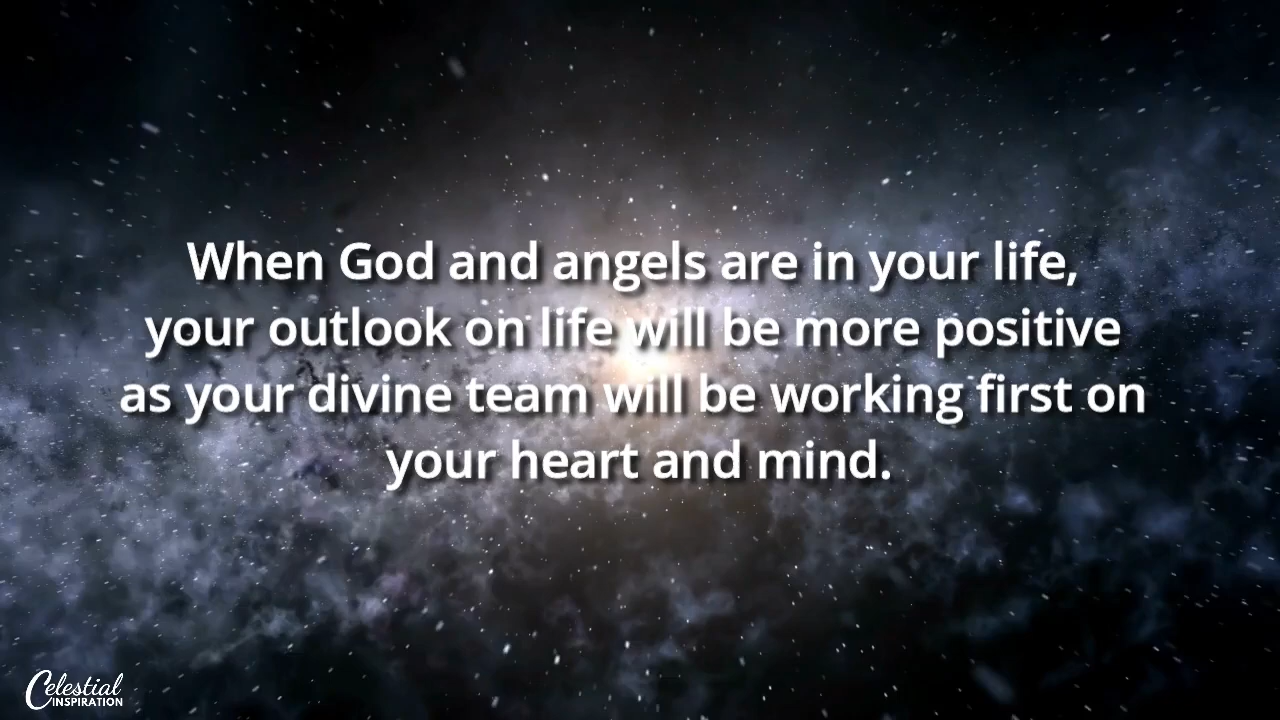 When God and angels are in your life,
your outlook on life will be more positive
as your divine team will be working first on
your heart and mind.
Celestial
INSPIRATION